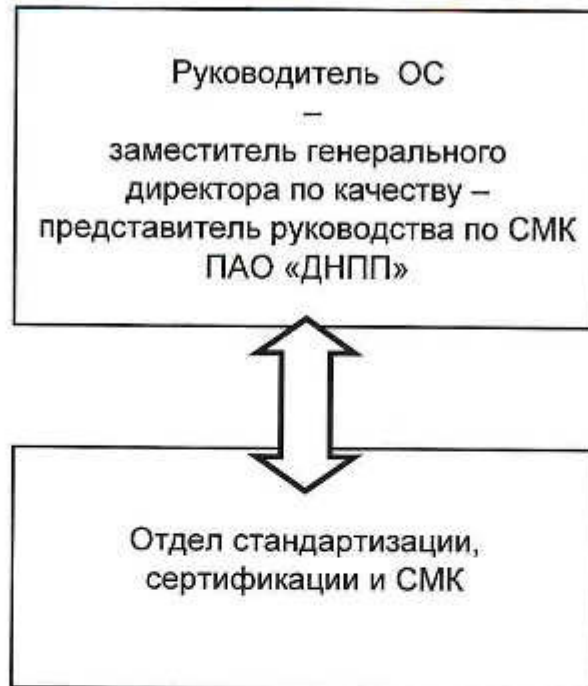 Руководитель ОС
–
заместитель генерального
директора по качеству –
представитель руководства по СМК
ПАО «ДНПП»
Отдел стандартизации,
сертификации и СМК